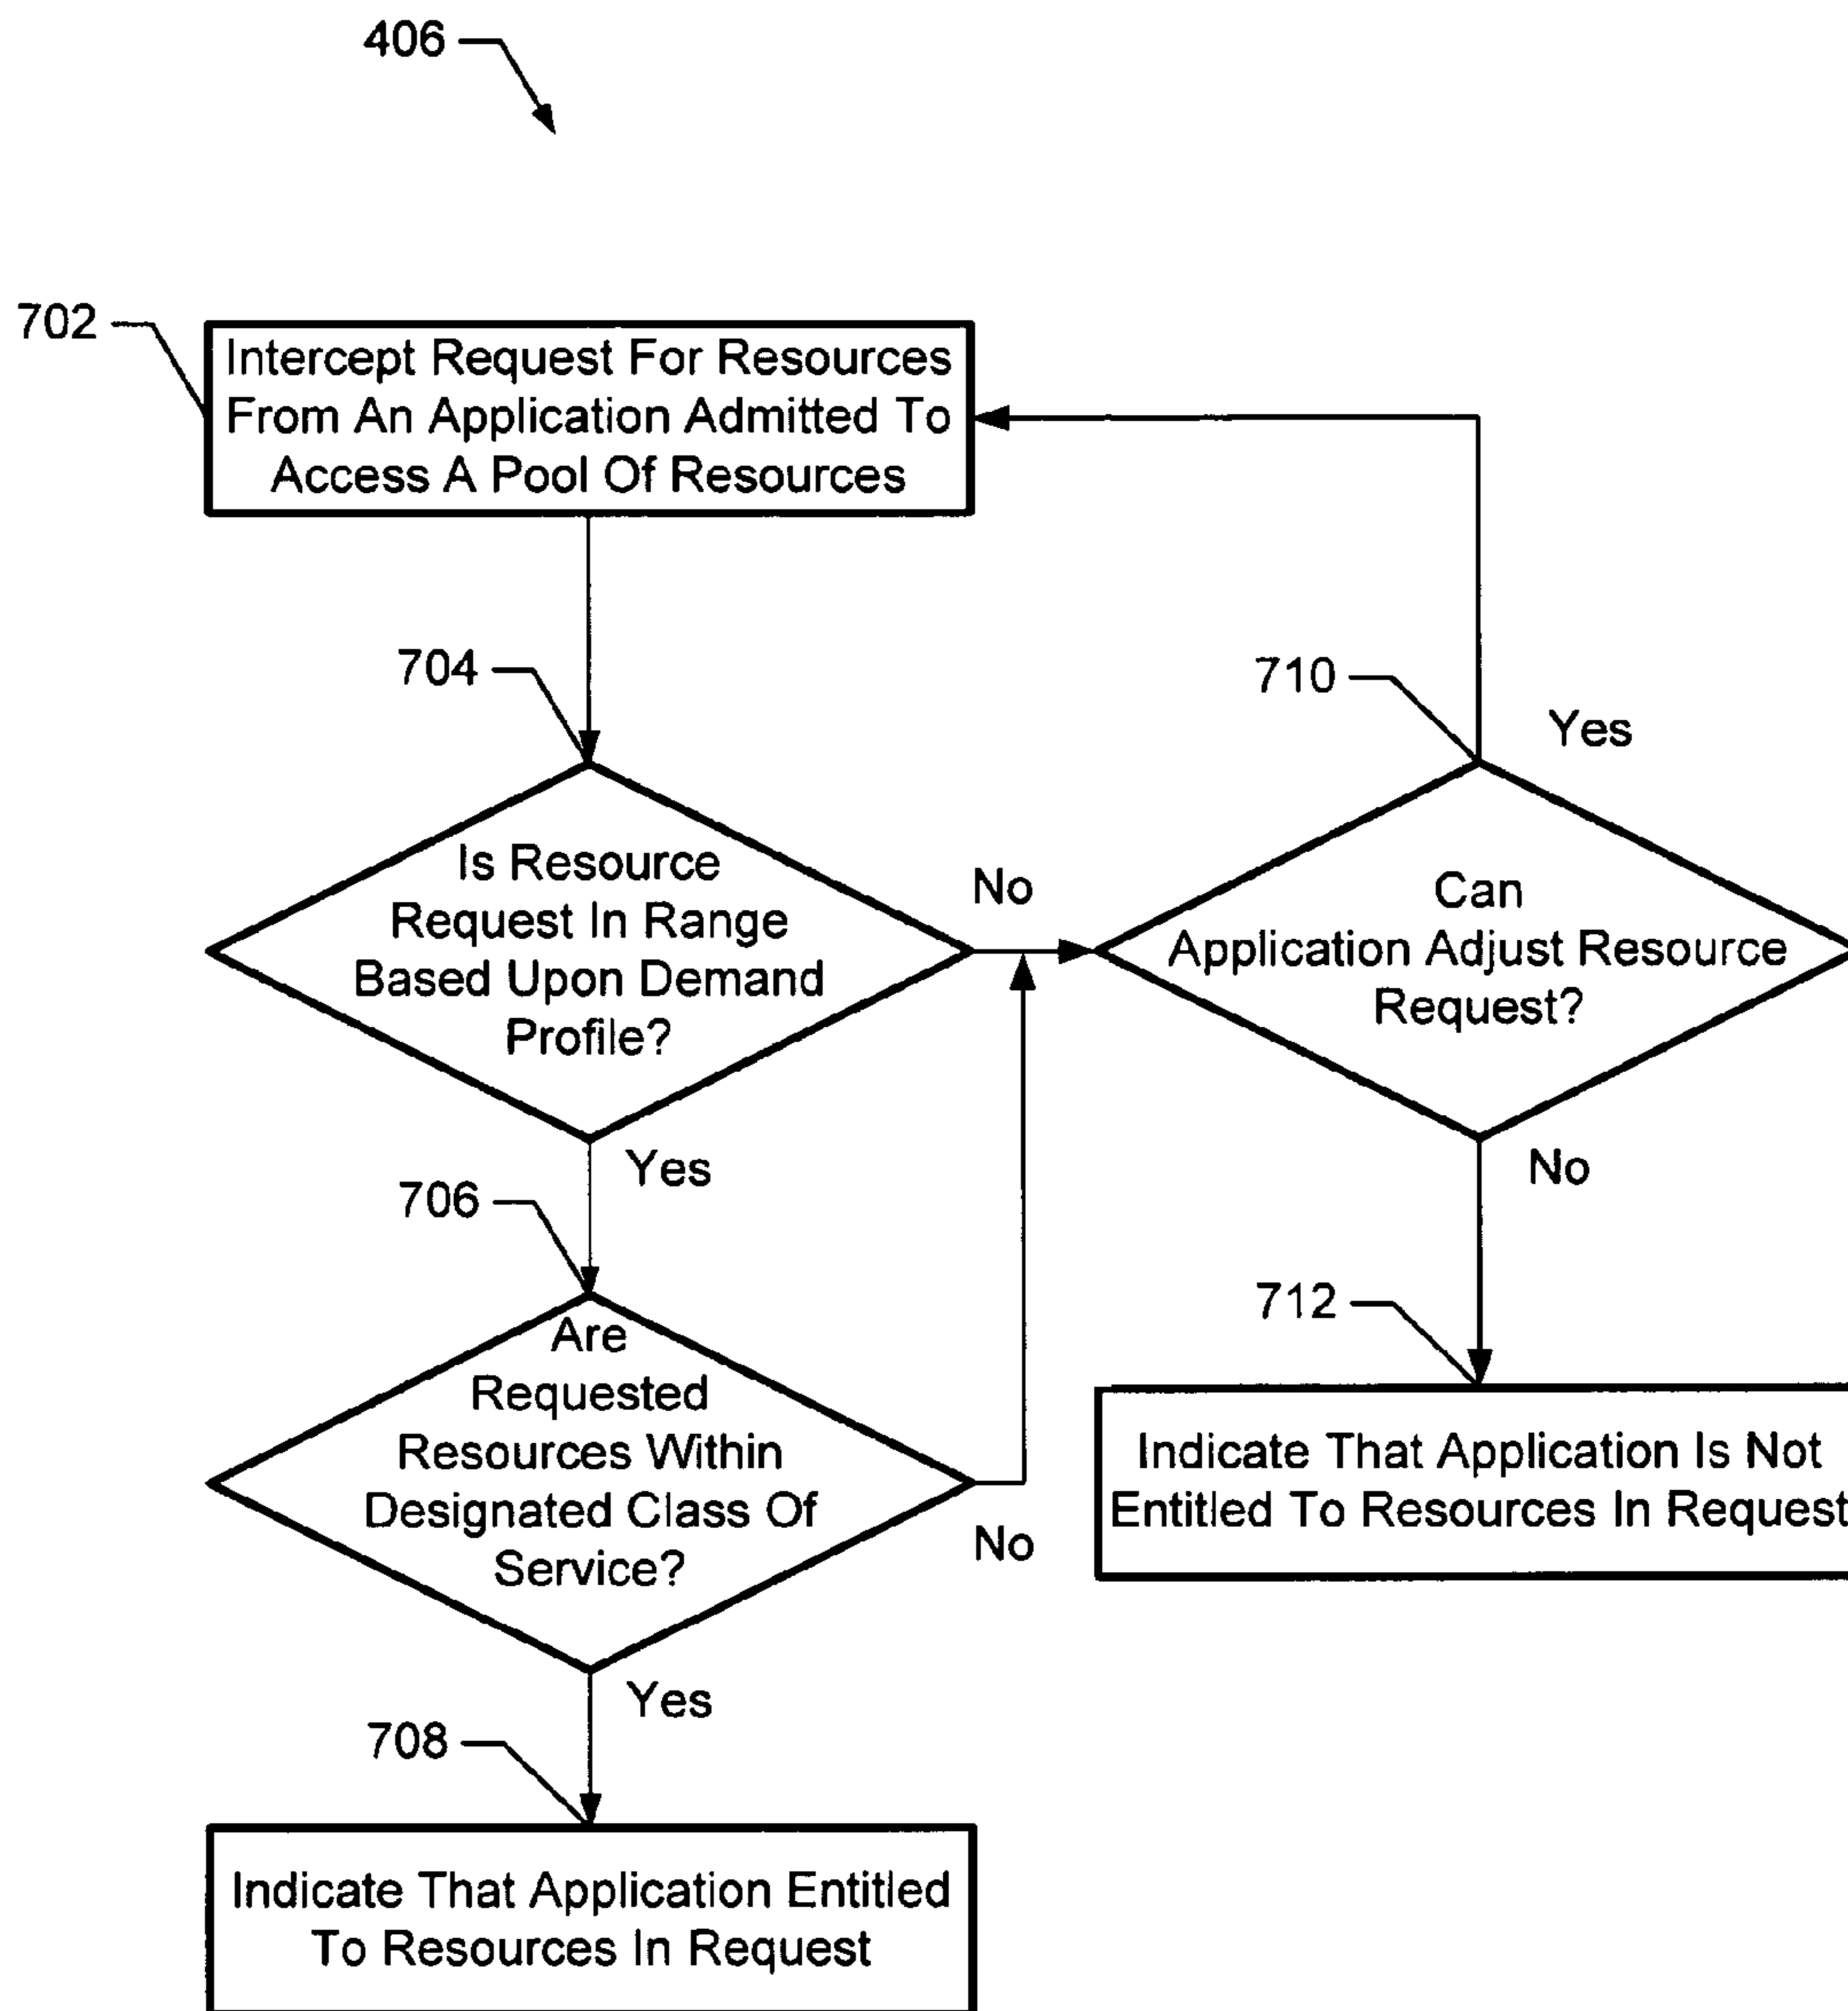 406
702
Intercept Request For Resources
From An Application Admitted To
Access A Pool Of Resources
704
Is Resource
Request In Range
Based Upon Demand
Profile?
No
Yes
710
Yes
Can
Application Adjust Resource
Request?
No
706
Are
Requested
Resources Within
Designated Class Of
Service?
No
Yes
712
Indicate That Application Is Not
Entitled To Resources In Request
708
Indicate That Application Entitled
To Resources In Request